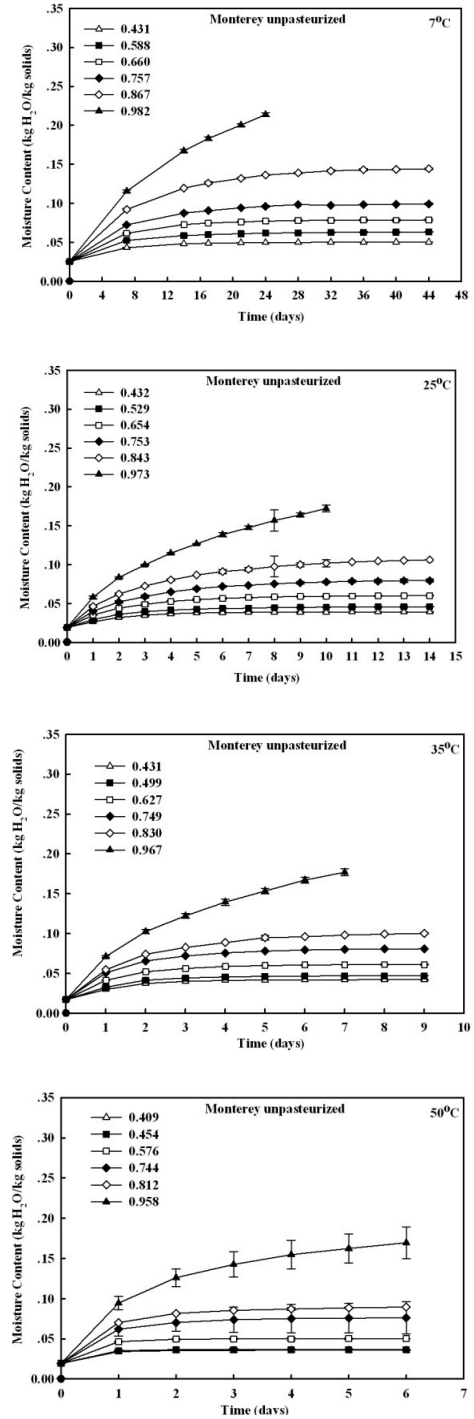 Monterey unpasteurized
7⁰C
0.431
0.588
0.660
0.757
0.867
0.982
Moisture Content (kg H₂O/kg solids)
.35
.30
.25
.20
.15
.10
.05
0.00
0 4 8 12 16 20 24 28 32 36 40 44 48
Time (days)
Monterey unpasteurized
25⁰C
0.432
0.529
0.654
0.753
0.843
0.973
Moisture Content (kg H₂O/kg solids)
.35
.30
.25
.20
.15
.10
.05
0.00
0 1 2 3 4 5 6 7 8 9 10 11 12 13 14 15
Time (days)
Monterey unpasteurized
35⁰C
0.431
0.499
0.627
0.749
0.830
0.967
Moisture Content (kg H₂O/kg solids)
.35
.30
.25
.20
.15
.10
.05
0.00
0 1 2 3 4 5 6 7 8 9 10
Time (days)
Monterey unpasteurized
50⁰C
0.409
0.454
0.576
0.744
0.812
0.958
Moisture Content (kg H₂O/kg solids)
.35
.30
.25
.20
.15
.10
.05
0.00
0 1 2 3 4 5 6 7
Time (days)